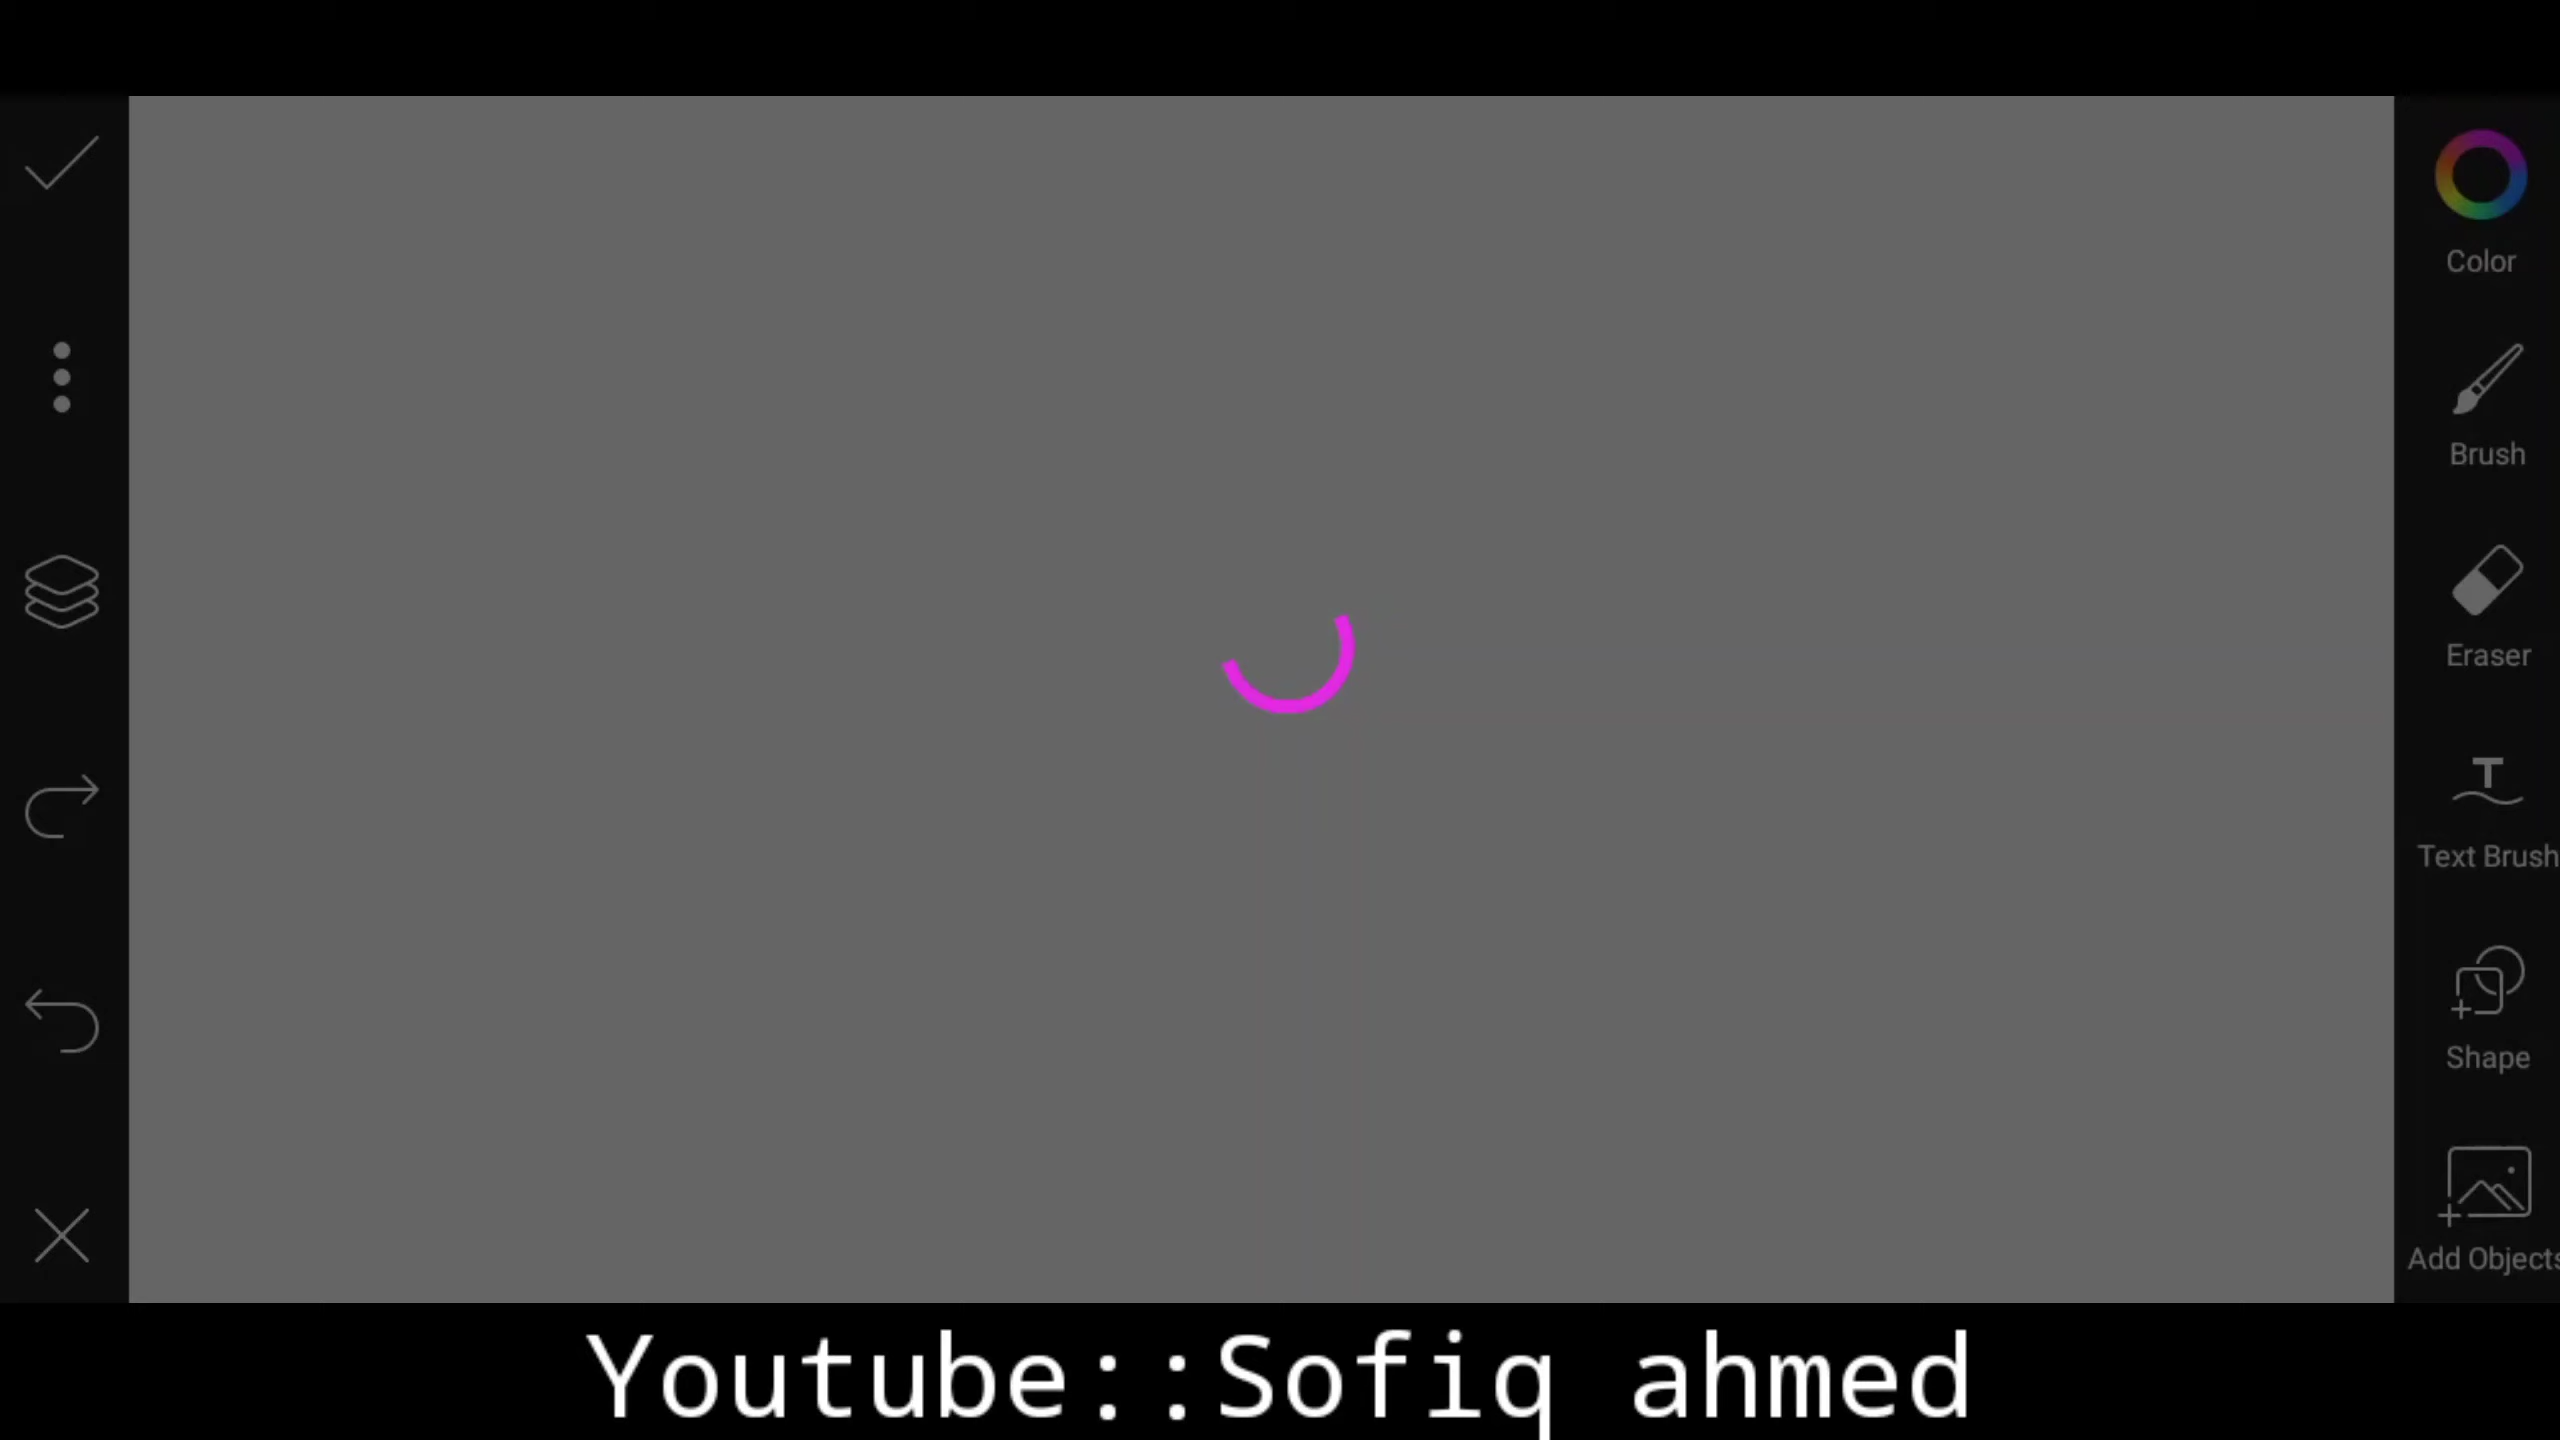 Color
Brush
Eraser
T
Text Brush
Shape
Add Objects
Youtube::Sofiq ahmed